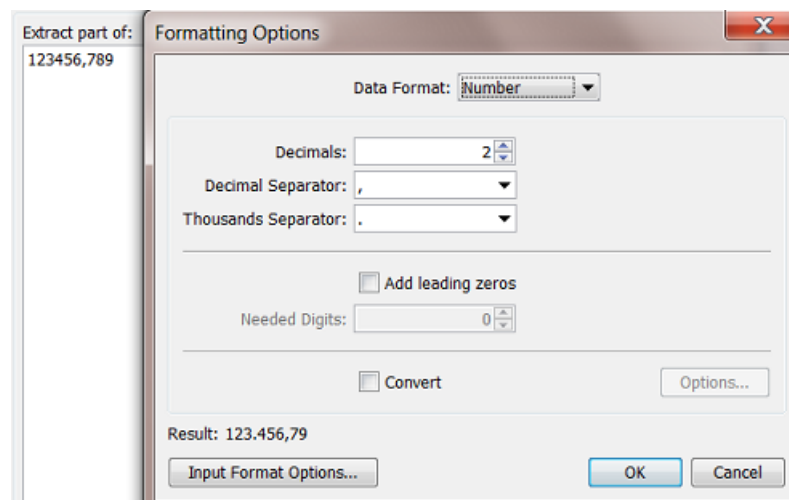 Extract part of:
123456,789
Formatting Options
X
Data Format: Number
Decimals: 2
Decimal Separator: ,
Thousands Separator: .
Add leading zeros
Needed Digits: 0
Convert Options...
Result: 123.456,79
Input Format Options... OK Cancel